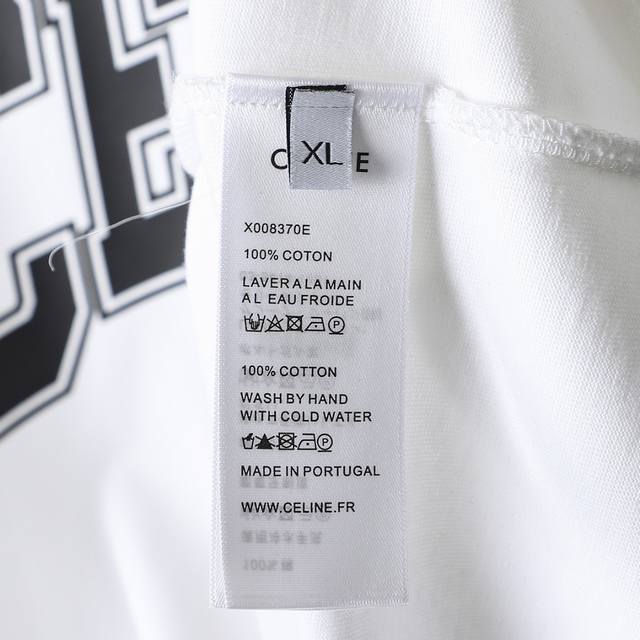 C
XL
E
X008370E
100% COTON
LAVER A LA MAIN
A L EAU FROIDE
100% COTTON
WASH BY HAND
WITH COLD WATER
MADE IN PORTUGAL
WWW.CELINE.FR